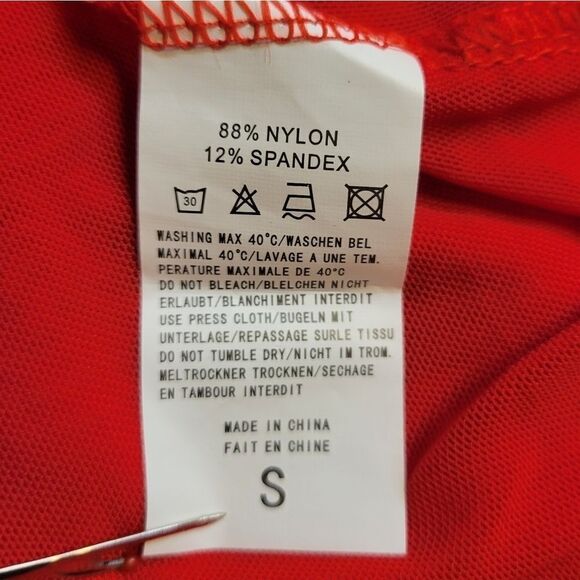 88% NYLON
12% SPANDEX
30
WASHING MAX 40°C/WASCHEN BEL
MAXIMAL 40°C/LAVAGE A UNE TEM.
PERATURE MAXIMALE DE 40°C
DO NOT BLEACH/BLELCHEN NICHT
ERLAUBT/BLANCHIMENT INTERDIT
USE PRESS CLOTH/BUGELN MIT
UNTERLAGE/REPASSAGE SURLE TISSU
DO NOT TUMBLE DRY/NICHT IM TROM.
MELTROCKNER TROCKNEN/SECHAGE
EN TAMBOUR INTERDIT
MADE IN CHINA
FAIT EN CHINE
S